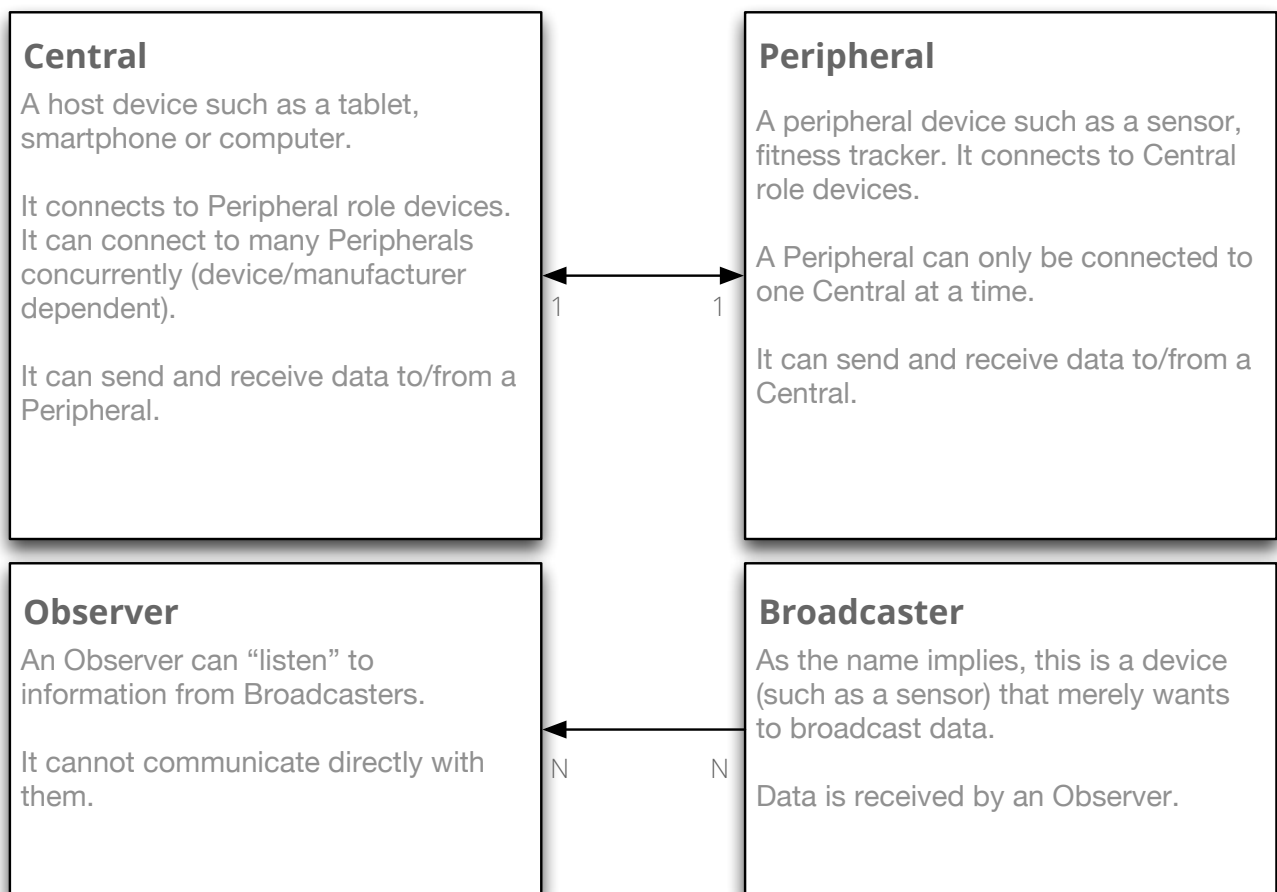 Central
A host device such as a tablet,
smartphone or computer.
It connects to Peripheral role devices.
It can connect to many Peripherals
concurrently (device/manufacturer
dependent).
It can send and receive data to/from a
Peripheral.
1
1
Peripheral
A peripheral device such as a sensor,
fitness tracker. It connects to Central
role devices.
A Peripheral can only be connected to
one Central at a time.
It can send and receive data to/from a
Central.
Observer
An Observer can “listen” to
information from Broadcasters.
It cannot communicate directly with
them.
N
N
Broadcaster
As the name implies, this is a device
(such as a sensor) that merely wants
to broadcast data.
Data is received by an Observer.